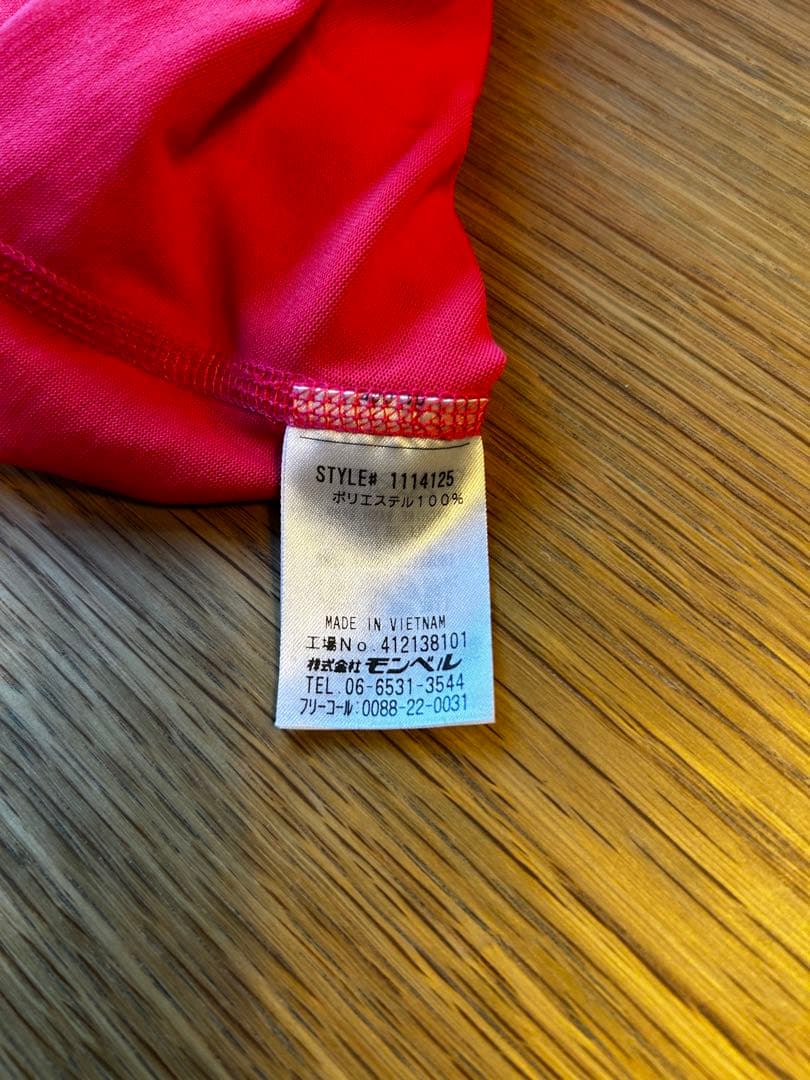 STYLE# 1114125
ポリエステル100%
MADE IN VIETNAM
工場No.412138101
株式会社モンベル
TEL.06-6531-3544
フリーコール:0088-22-0031